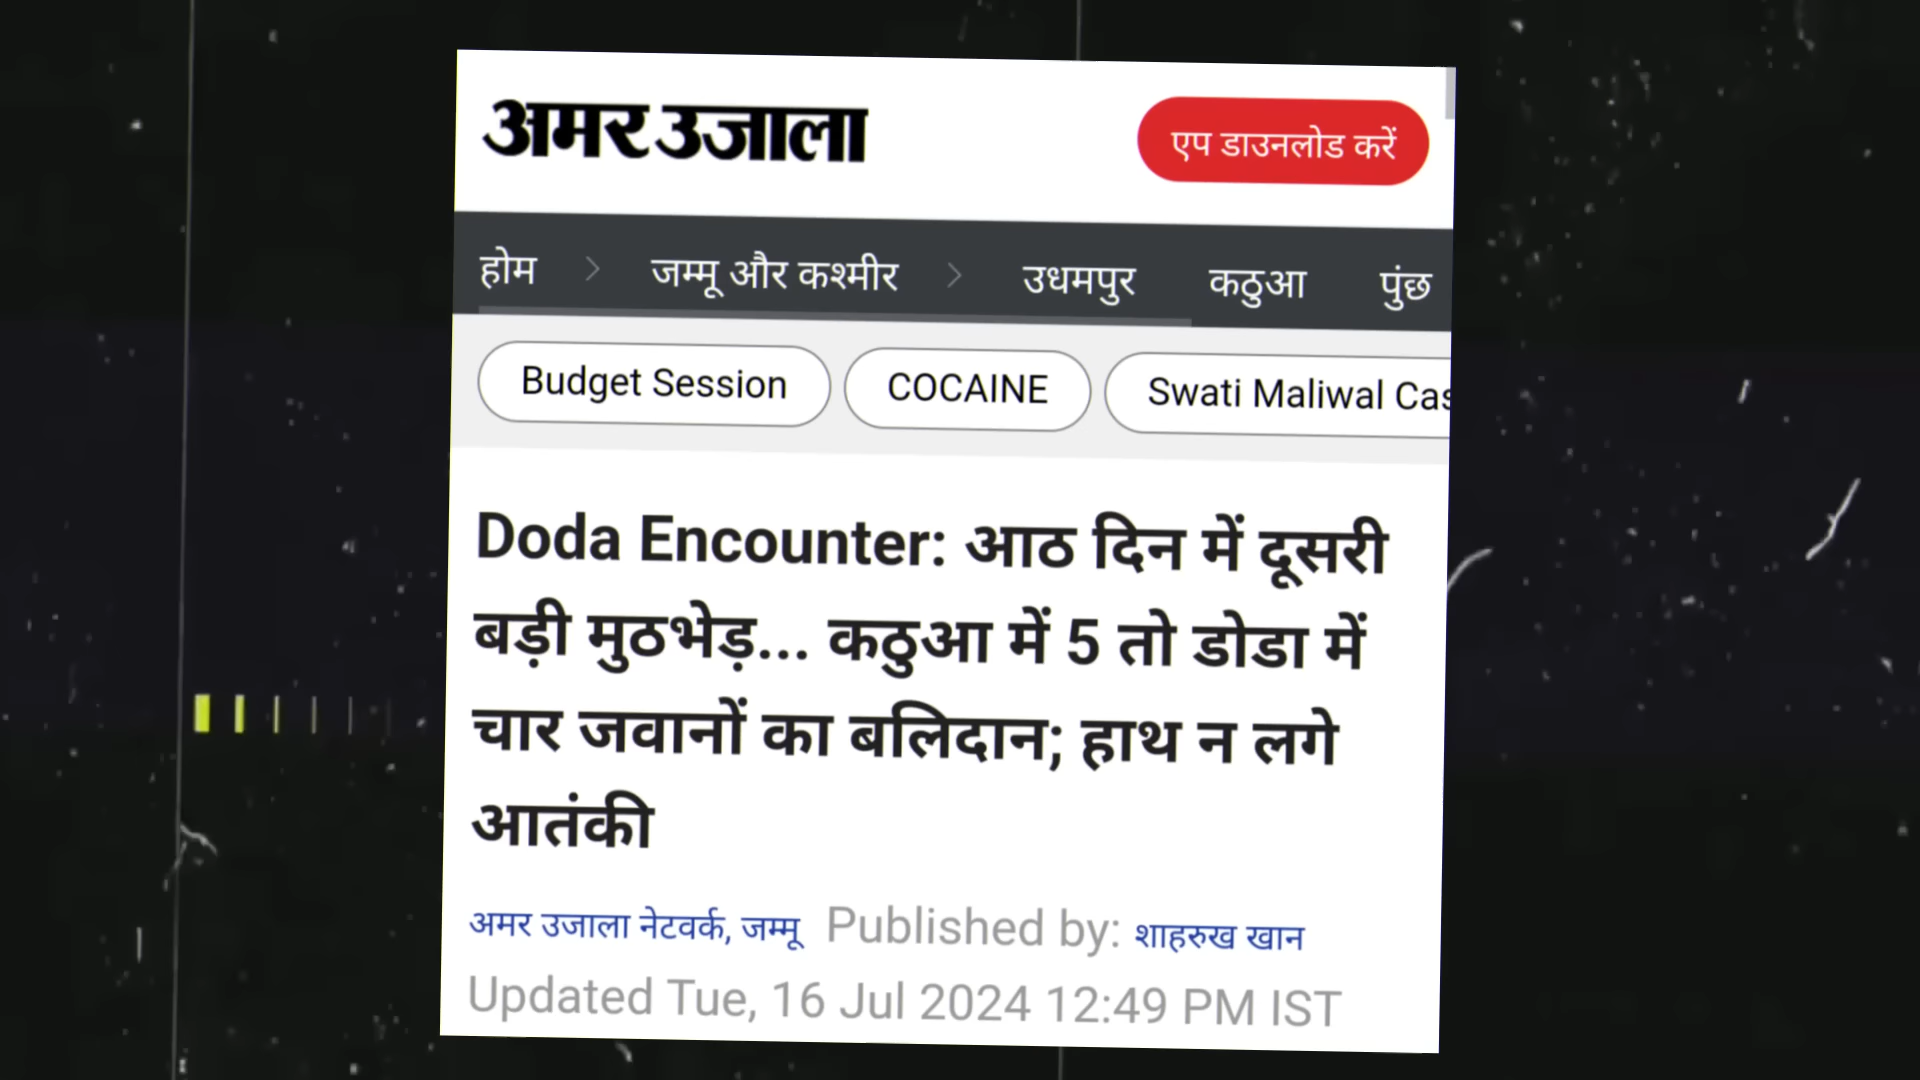 अमर उजाला
एप डाउनलोड करें
होम > जम्मू और कश्मीर > उधमपुर कठुआ पुंछ
Budget Session COCAINE Swati Maliwal Cas
Doda Encounter: आठ दिन में दूसरी
बड़ी मुठभेड़... कठुआ में 5 तो डोडा में
चार जवानों का बलिदान; हाथ न लगे
आतंकी
अमर उजाला नेटवर्क, जम्मू Published by: शाहरुख खान
Updated Tue, 16 Jul 2024 12:49 PM IST